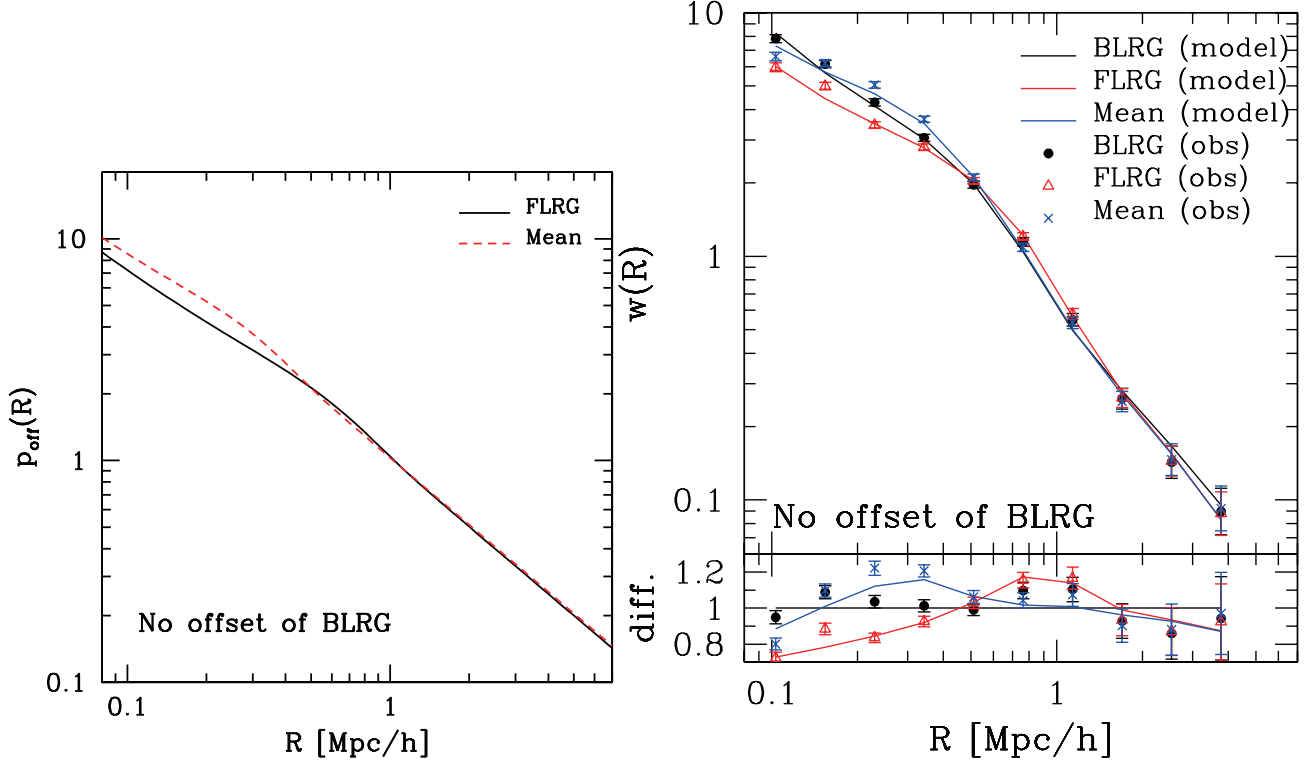 10
1
0.1
p_off(R)
FLRG
Mean
No offset of BLRG
0.1
1
R [Mpc/h]
10
1
0.1
w(R)
BLRG (model)
FLRG (model)
Mean (model)
BLRG (obs)
FLRG (obs)
Mean (obs)
No offset of BLRG
1.2
1
0.8
diff.
0.1
1
R [Mpc/h]